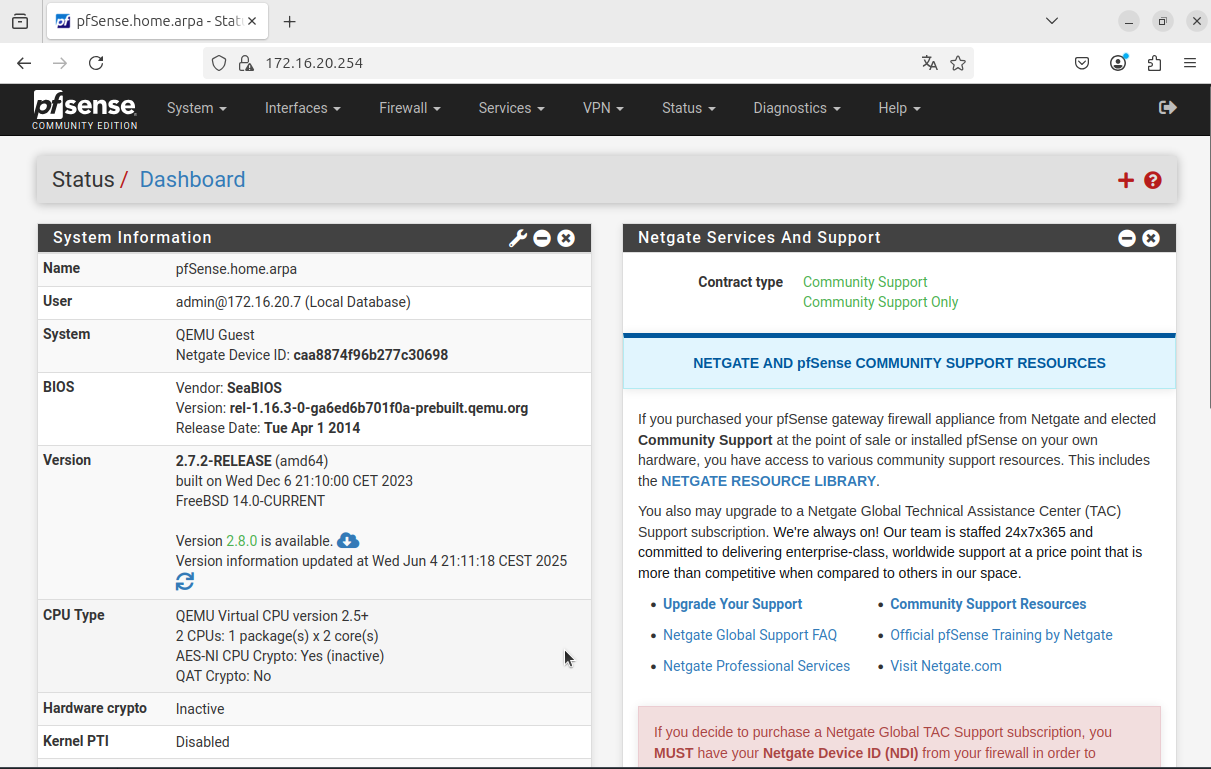 pfSense.home.arpa - Stat
172.16.20.254
pfsense
COMMUNITY EDITION
System Interfaces Firewall Services VPN Status Diagnostics Help
Status / Dashboard
System Information
Name pfSense.home.arpa
User admin@172.16.20.7 (Local Database)
System QEMU Guest
Netgate Device ID: caa8874f96b277c30698
BIOS Vendor: SeaBIOS
Version: rel-1.16.3-0-ga6ed6b701f0a-prebuilt.qemu.org
Release Date: Tue Apr 1 2014
Version 2.7.2-RELEASE (amd64)
built on Wed Dec 6 21:10:00 CET 2023
FreeBSD 14.0-CURRENT
Version 2.8.0 is available.
Version information updated at Wed Jun 4 21:11:18 CEST 2025
CPU Type QEMU Virtual CPU version 2.5+
2 CPUs: 1 package(s) x 2 core(s)
AES-NI CPU Crypto: Yes (inactive)
QAT Crypto: No
Hardware crypto Inactive
Kernel PTI Disabled
Netgate Services And Support
Contract type Community Support
Community Support Only
NETGATE AND pfSense COMMUNITY SUPPORT RESOURCES
If you purchased your pfSense gateway firewall appliance from Netgate and elected
Community Support at the point of sale or installed pfSense on your own
hardware, you have access to various community support resources. This includes
the NETGATE RESOURCE LIBRARY.
You also may upgrade to a Netgate Global Technical Assistance Center (TAC)
Support subscription. We're always on! Our team is staffed 24x7x365 and
committed to delivering enterprise-class, worldwide support at a price point that is
more than competitive when compared to others in our space.
• Upgrade Your Support • Community Support Resources
• Netgate Global Support FAQ • Official pfSense Training by Netgate
• Netgate Professional Services • Visit Netgate.com
If you decide to purchase a Netgate Global TAC Support subscription, you
MUST have your Netgate Device ID (NDI) from your firewall in order to